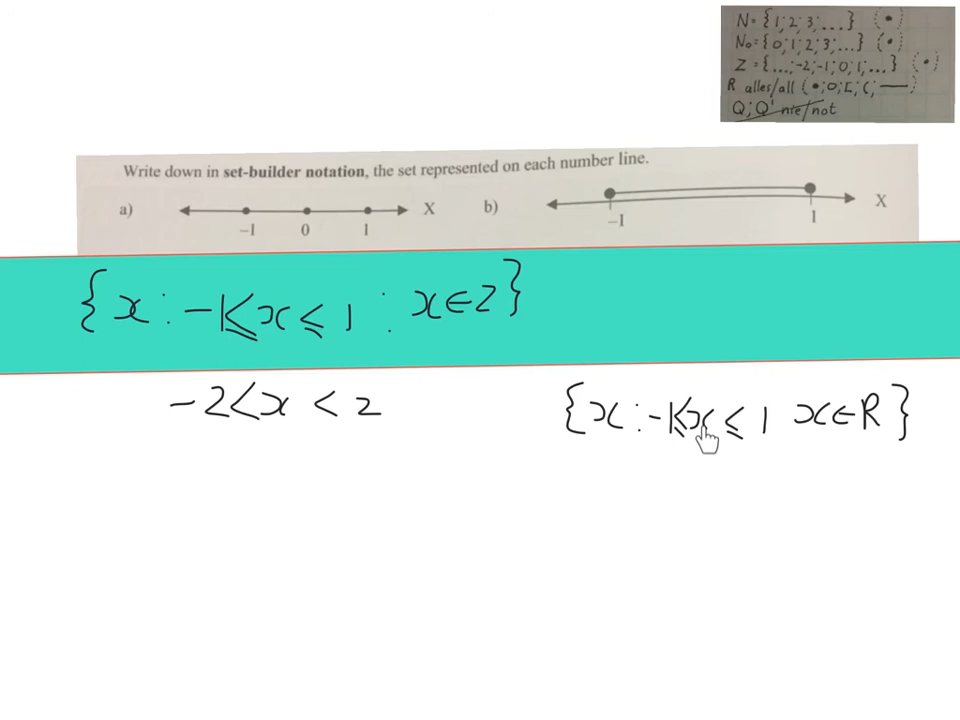 N = {1; 2; 3; ...} (•)
N₀ = {0; 1; 2; 3; ...} (•)
Z = {...; -2; -1; 0; 1; ...} (•)
R alles/all (•; o; [; (; —)
Q; Q' nie/not
Write down in set-builder notation, the set represented on each number line.
a) -1 0 1 X
b) -1 1 X
{x : -1 ≤ x ≤ 1 : x ∈ Z}
-2 < x < 2
{x : -1 ≤ x ≤ 1 x ∈ R}